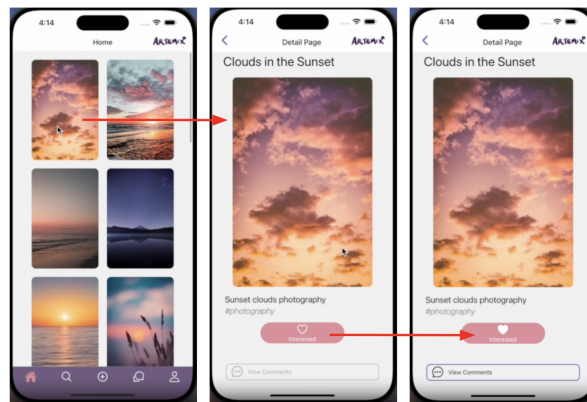 4:14
Home
ARTEMIX
4:14
Detail Page
ARTEMIX
Clouds in the Sunset
Sunset clouds photography
#photography
Interested
View Comments
4:14
Detail Page
ARTEMIX
Clouds in the Sunset
Sunset clouds photography
#photography
Interested
View Comments